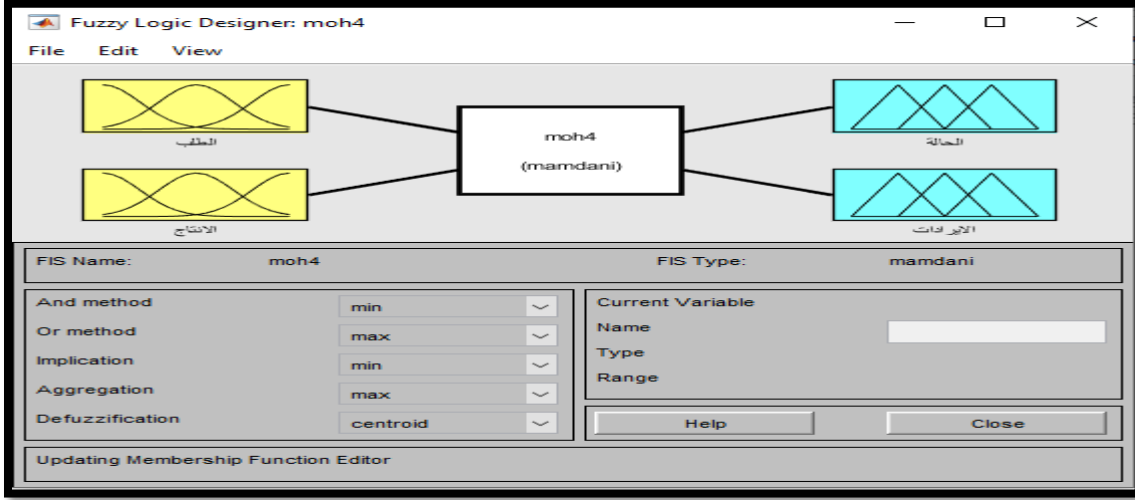 Fuzzy Logic Designer: moh4
File Edit View
الطلب
الانتاج
moh4
(mamdani)
الحالة
الايرادات
FIS Name: moh4
FIS Type: mamdani
And method min
Or method max
Implication min
Aggregation max
Defuzzification centroid
Current Variable
Name
Type
Range
Help
Close
Updating Membership Function Editor